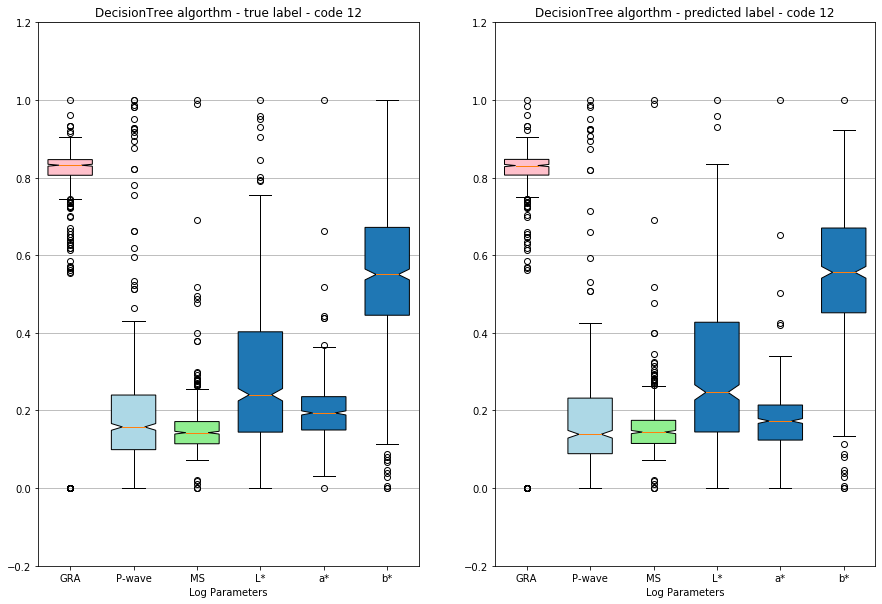 DecisionTree algorthm - true label - code 12
1.2
1.0
0.8
0.6
0.4
0.2
0.0
−0.2
GRA P-wave MS L* a* b*
Log Parameters
DecisionTree algorthm - predicted label - code 12
1.2
1.0
0.8
0.6
0.4
0.2
0.0
−0.2
GRA P-wave MS L* a* b*
Log Parameters